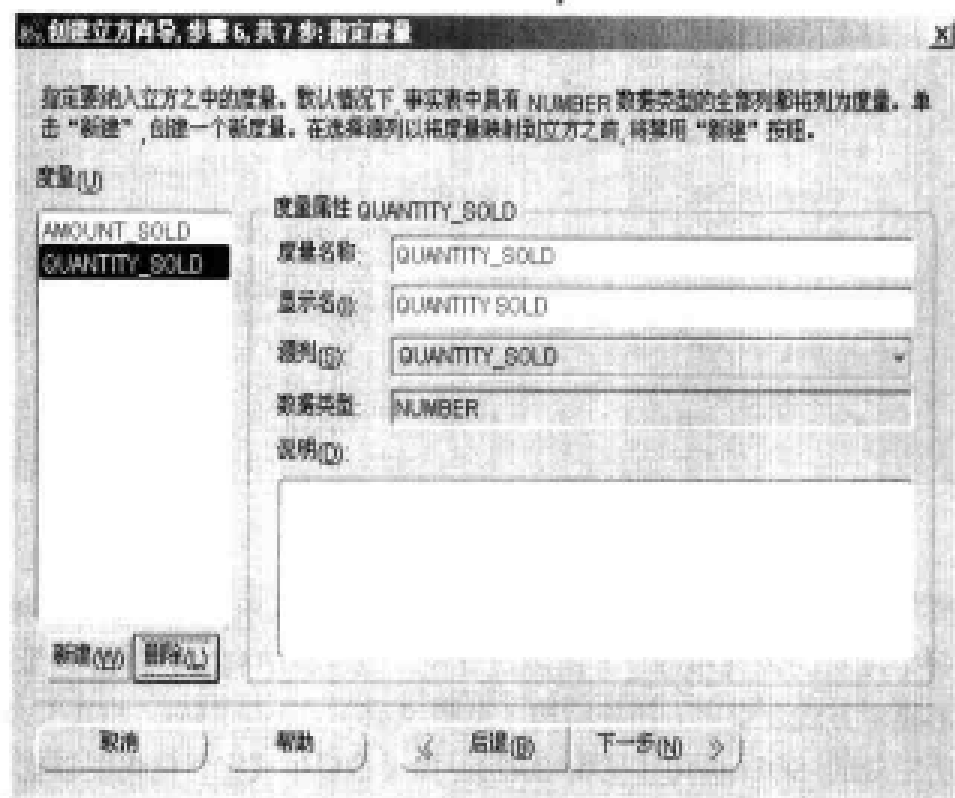 创建立方向导, 步骤 6, 共 7 步: 指定度量
指定要纳入立方之中的度量。默认情况下, 事实表中具有 NUMBER 数据类型的全部列都将列为度量。单
击“新建”, 创建一个新度量。在选择源列以将度量映射到立方之前, 将禁用“新建”按钮。
度量(U)
AMOUNT_SOLD
QUANTITY_SOLD
度量属性 QUANTITY_SOLD
度量名称: QUANTITY_SOLD
显示名(I): QUANTITY SOLD
源列(S): QUANTITY_SOLD
数据类型: NUMBER
说明(D):
新建(W) 删除(L)
取消 帮助 后退(B) 下一步(N)